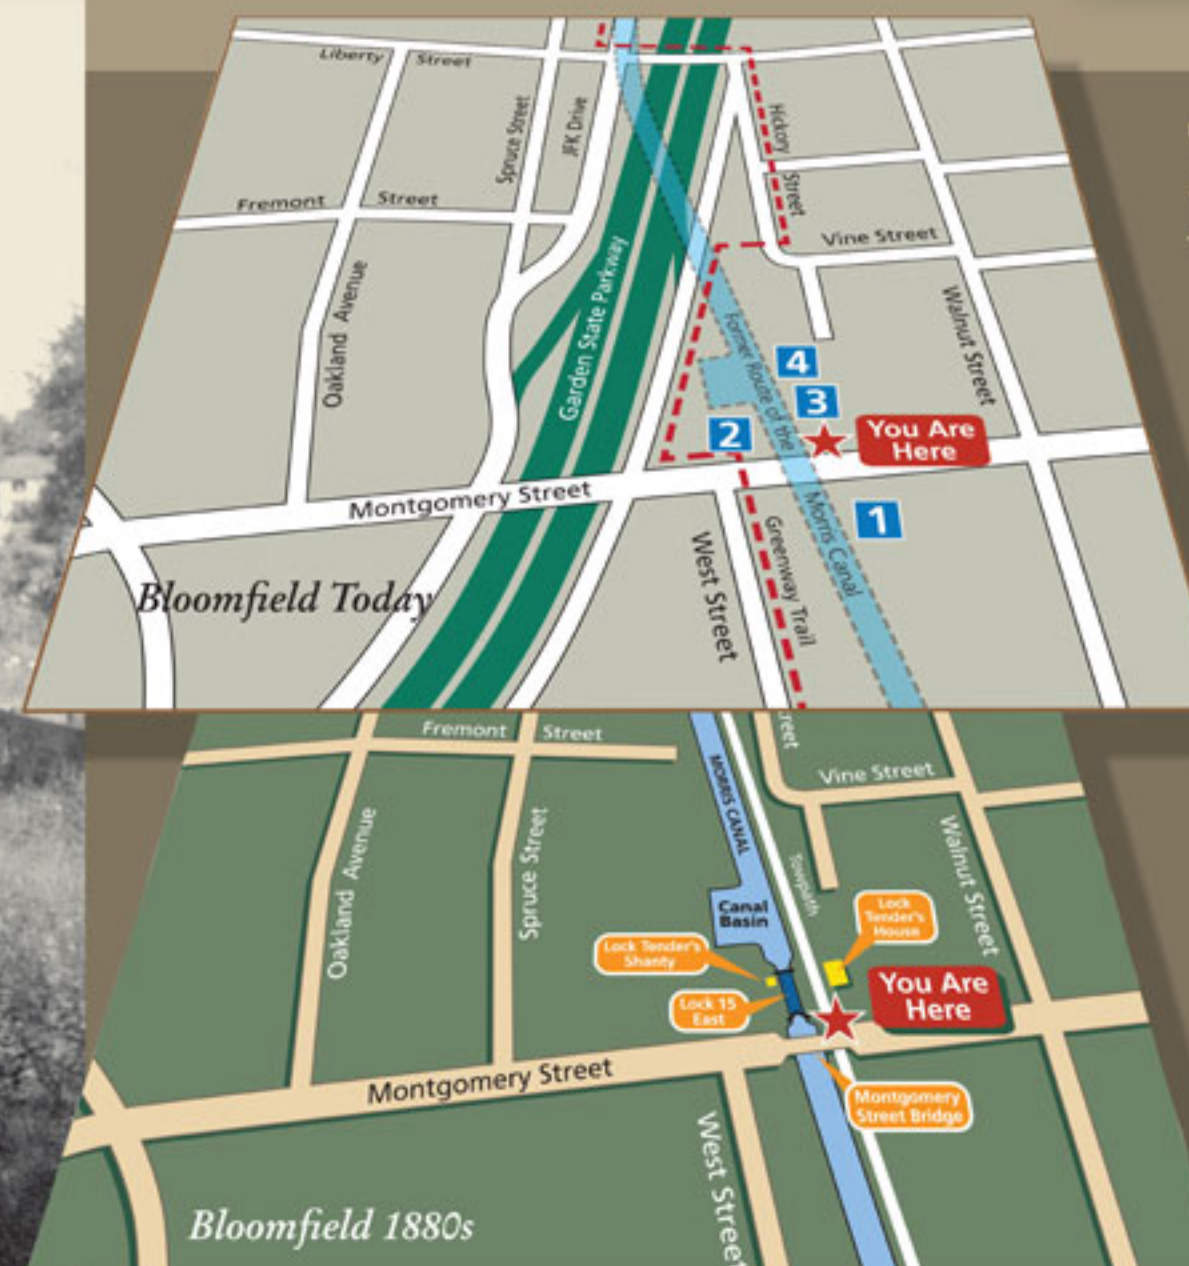 Liberty Street
Spruce Street
JFK Drive
Hickory Street
Fremont Street
Vine Street
Oakland Avenue
Garden State Parkway
Walnut Street
Former Route of the Morris Canal
4
3
2
You Are
Here
1
Montgomery Street
West Street
Greenway Trail
Bloomfield Today
Fremont Street
reet
MORRIS CANAL
Vine Street
Oakland Avenue
Spruce Street
Towpath
Walnut Street
Canal
Basin
Lock
Tender's
House
Lock Tender's
Shanty
Lock 15
East
You Are
Here
Montgomery Street
Montgomery
Street Bridge
West Street
Bloomfield 1880s